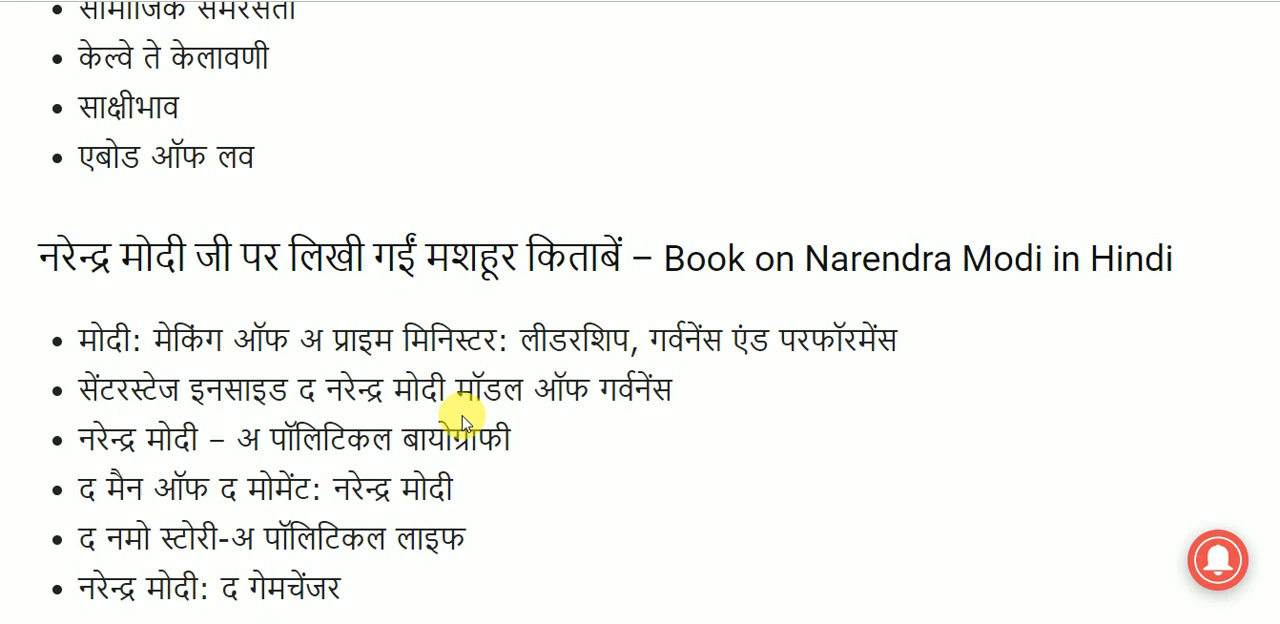 सामाजिक समरसता
केल्वे ते केलावणी
साक्षीभाव
एबोड ऑफ लव
नरेन्द्र मोदी जी पर लिखी गईं मशहूर किताबें – Book on Narendra Modi in Hindi
मोदी: मेकिंग ऑफ अ प्राइम मिनिस्टर: लीडरशिप, गर्वनेंस एंड परफॉरमेंस
सेंटरस्टेज इनसाइड द नरेन्द्र मोदी मॉडल ऑफ गर्वनेंस
नरेन्द्र मोदी – अ पॉलिटिकल बायोग्राफी
द मैन ऑफ द मोमेंट: नरेन्द्र मोदी
द नमो स्टोरी-अ पॉलिटिकल लाइफ
नरेन्द्र मोदी: द गेमचेंजर